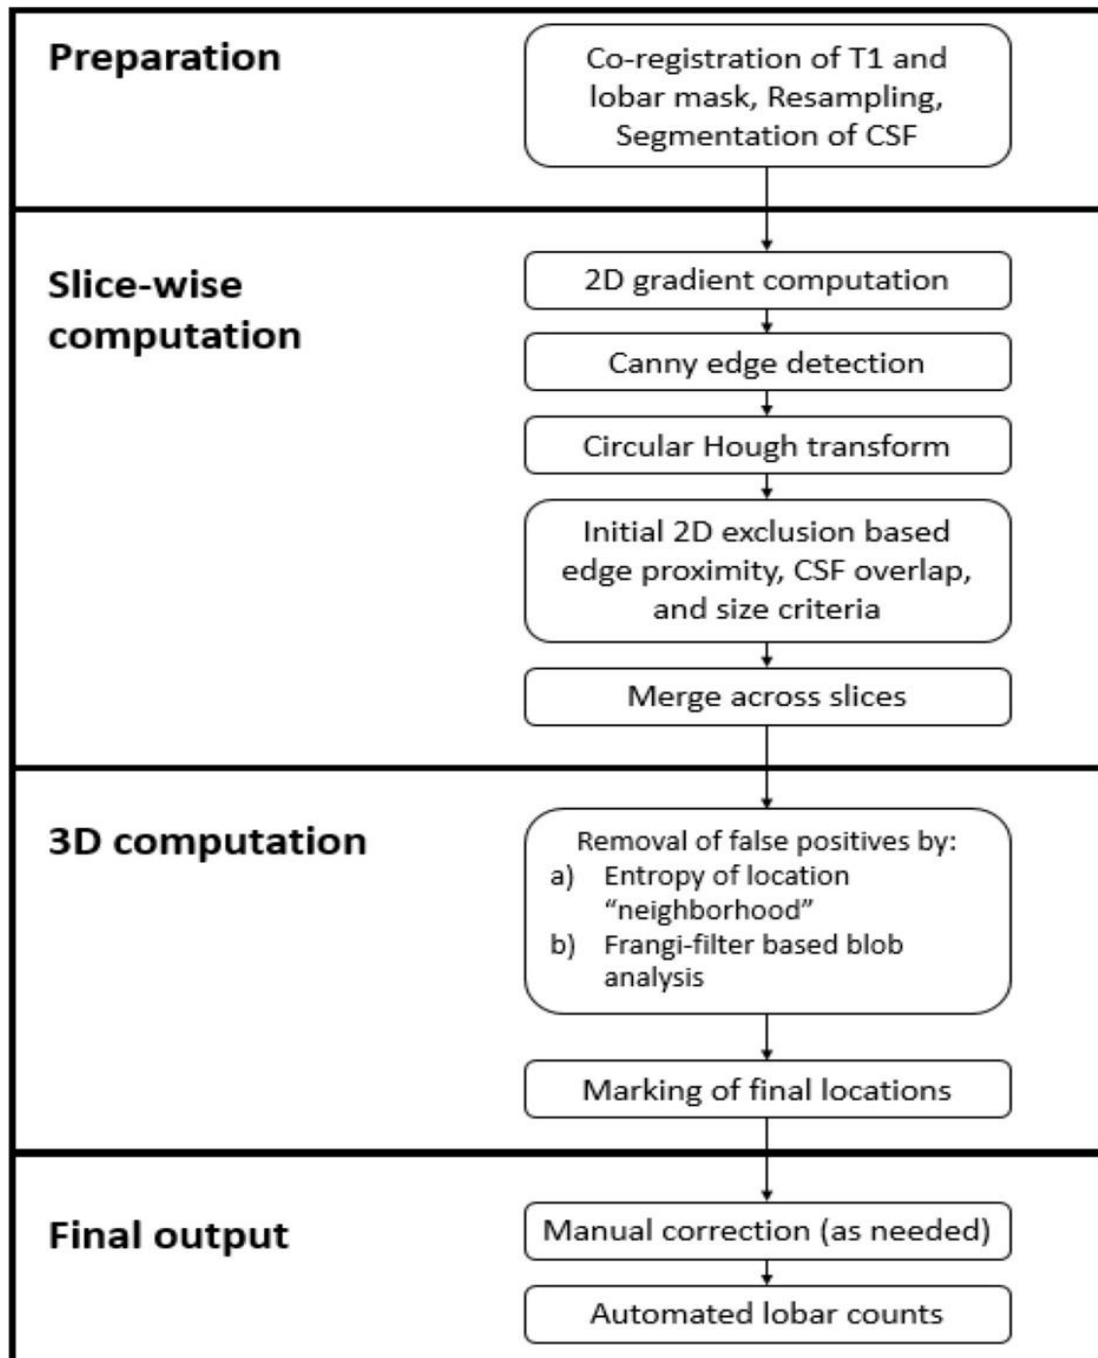 Preparation
Co-registration of T1 and
lobar mask, Resampling,
Segmentation of CSF
Slice-wise
computation
2D gradient computation
Canny edge detection
Circular Hough transform
Initial 2D exclusion based
edge proximity, CSF overlap,
and size criteria
Merge across slices
3D computation
Removal of false positives by:
a) Entropy of location
“neighborhood”
b) Frangi-filter based blob
analysis
Marking of final locations
Final output
Manual correction (as needed)
Automated lobar counts